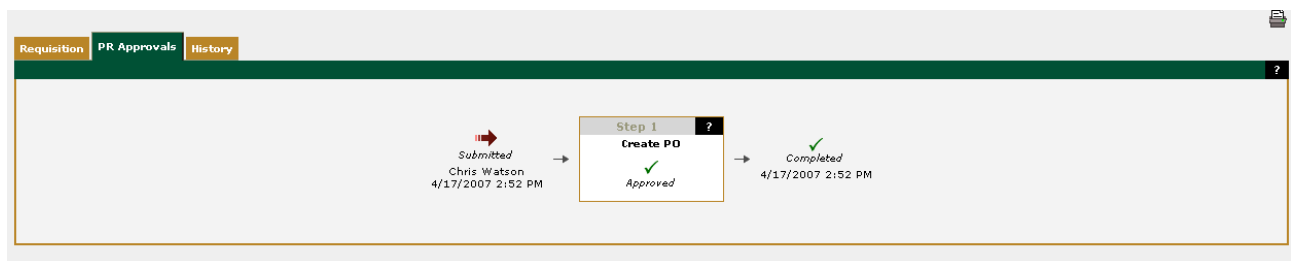 Requisition PR Approvals History
?
Step 1 ?
Create PO
Submitted
Chris Watson
4/17/2007 2:52 PM
Approved
Completed
4/17/2007 2:52 PM